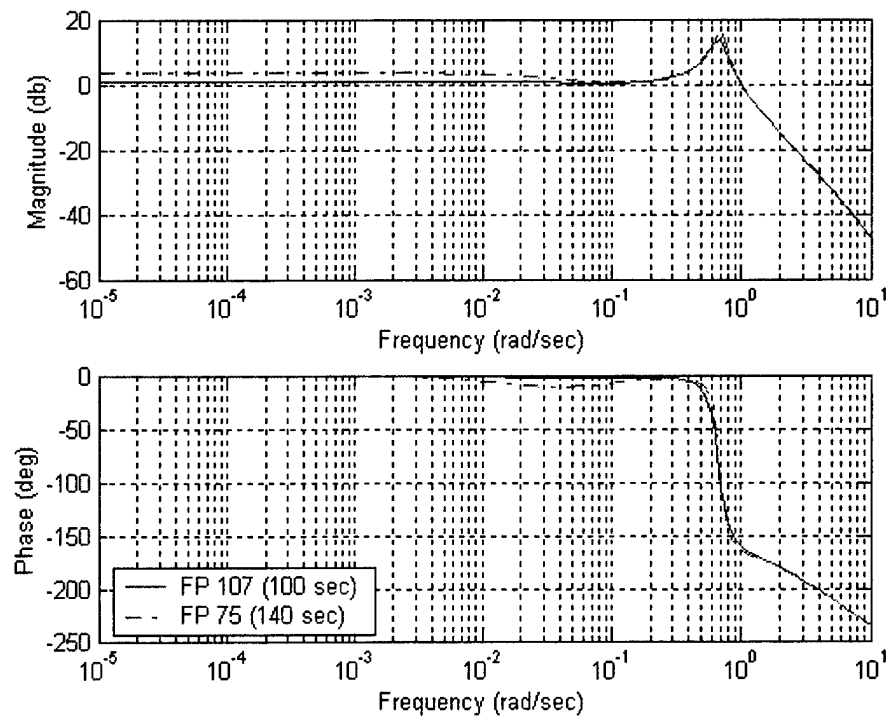 20
0
-20
-40
-60
Magnitude (db)
10^-5 10^-4 10^-3 10^-2 10^-1 10^0 10^1
Frequency (rad/sec)
0
-50
-100
-150
-200
-250
Phase (deg)
FP 107 (100 sec)
FP 75 (140 sec)
10^-5 10^-4 10^-3 10^-2 10^-1 10^0 10^1
Frequency (rad/sec)